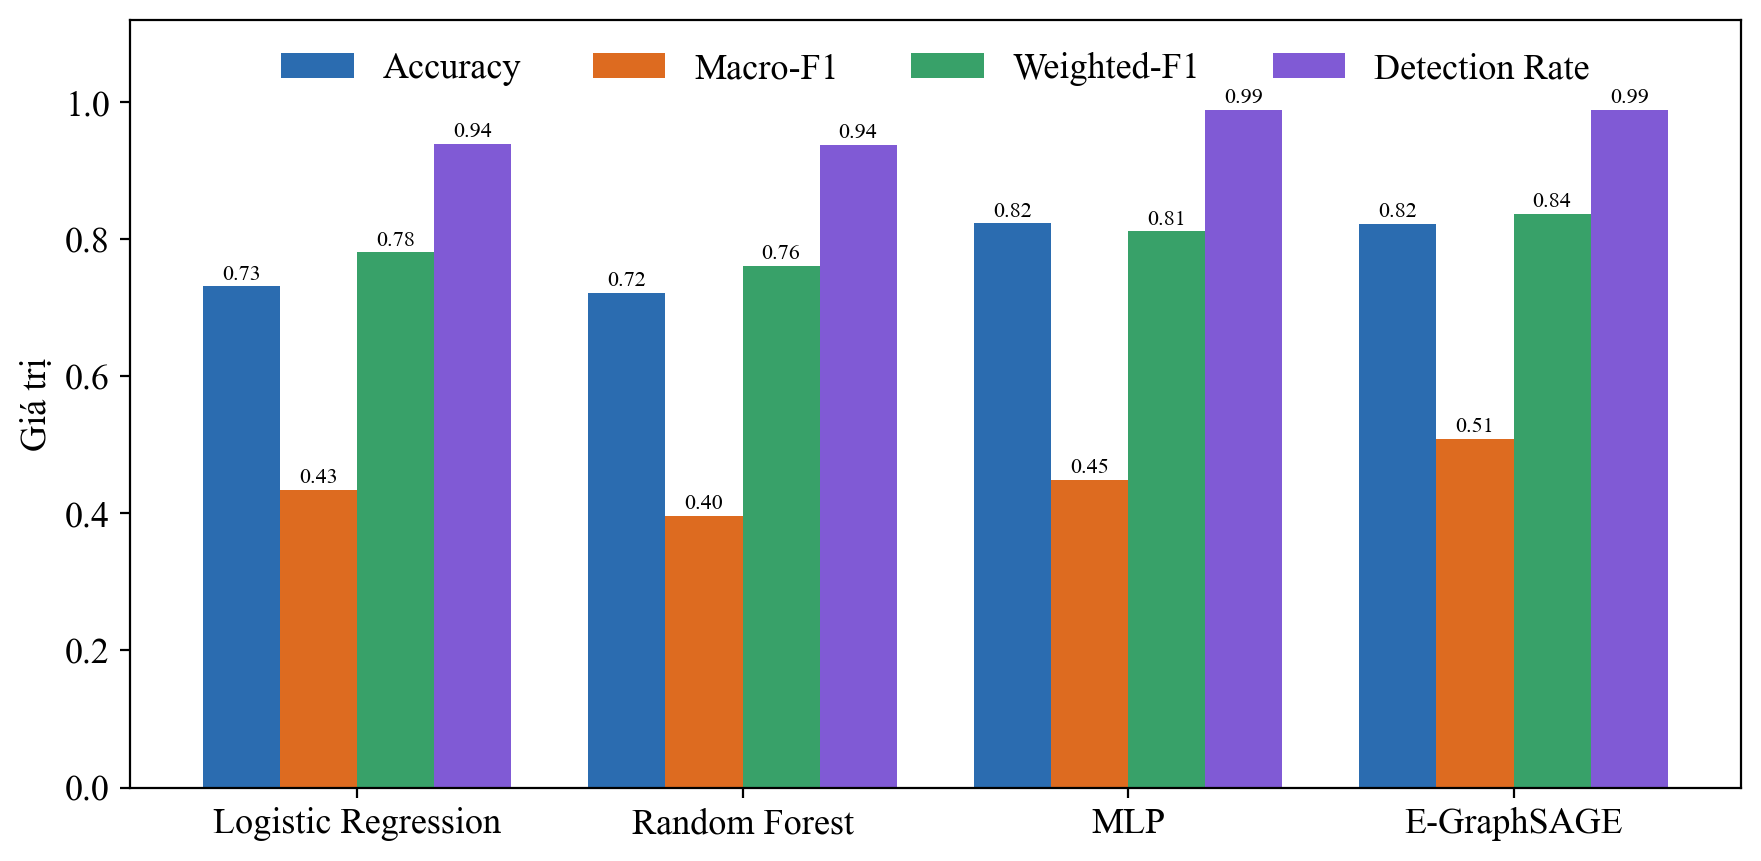 Accuracy Macro-F1 Weighted-F1 Detection Rate
Giá trị
1.0
0.8
0.6
0.4
0.2
0.0
0.73 0.43 0.78 0.94
0.72 0.40 0.76 0.94
0.82 0.45 0.81 0.99
0.82 0.51 0.84 0.99
Logistic Regression Random Forest MLP E-GraphSAGE